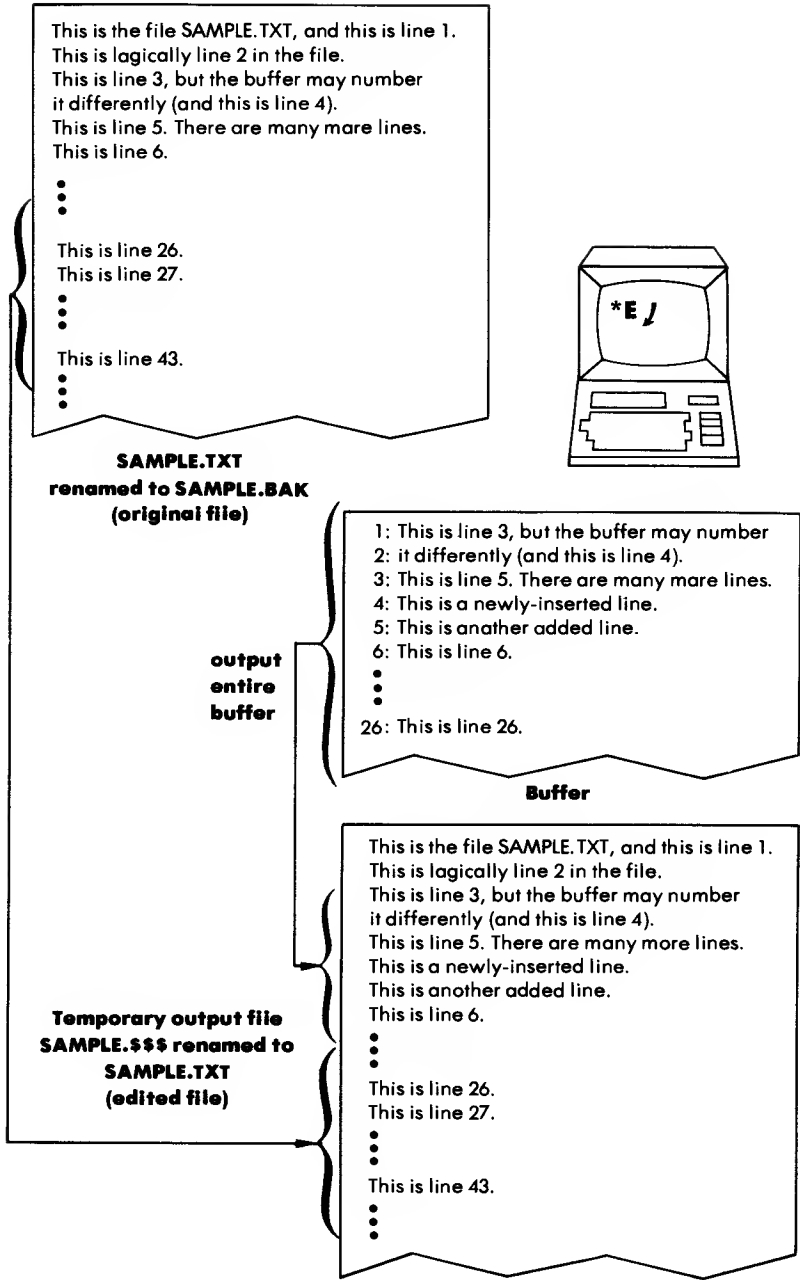 This is the file SAMPLE.TXT, and this is line 1.
This is lagically line 2 in the file.
This is line 3, but the buffer may number
it differently (and this is line 4).
This is line 5. There are many mare lines.
This is line 6.
This is line 26.
This is line 27.
This is line 43.
SAMPLE.TXT
renamed to SAMPLE.BAK
(original file)
*E
1: This is line 3, but the buffer may number
2: it differently (and this is line 4).
3: This is line 5. There are many mare lines.
4: This is a newly-inserted line.
5: This is anather added line.
6: This is line 6.
26: This is line 26.
output
entire
buffer
Buffer
This is the file SAMPLE.TXT, and this is line 1.
This is lagically line 2 in the file.
This is line 3, but the buffer may number
it differently (and this is line 4).
This is line 5. There are many more lines.
This is a newly-inserted line.
This is another added line.
This is line 6.
This is line 26.
This is line 27.
This is line 43.
Temporary output file
SAMPLE.$$$ renamed to
SAMPLE.TXT
(edited file)